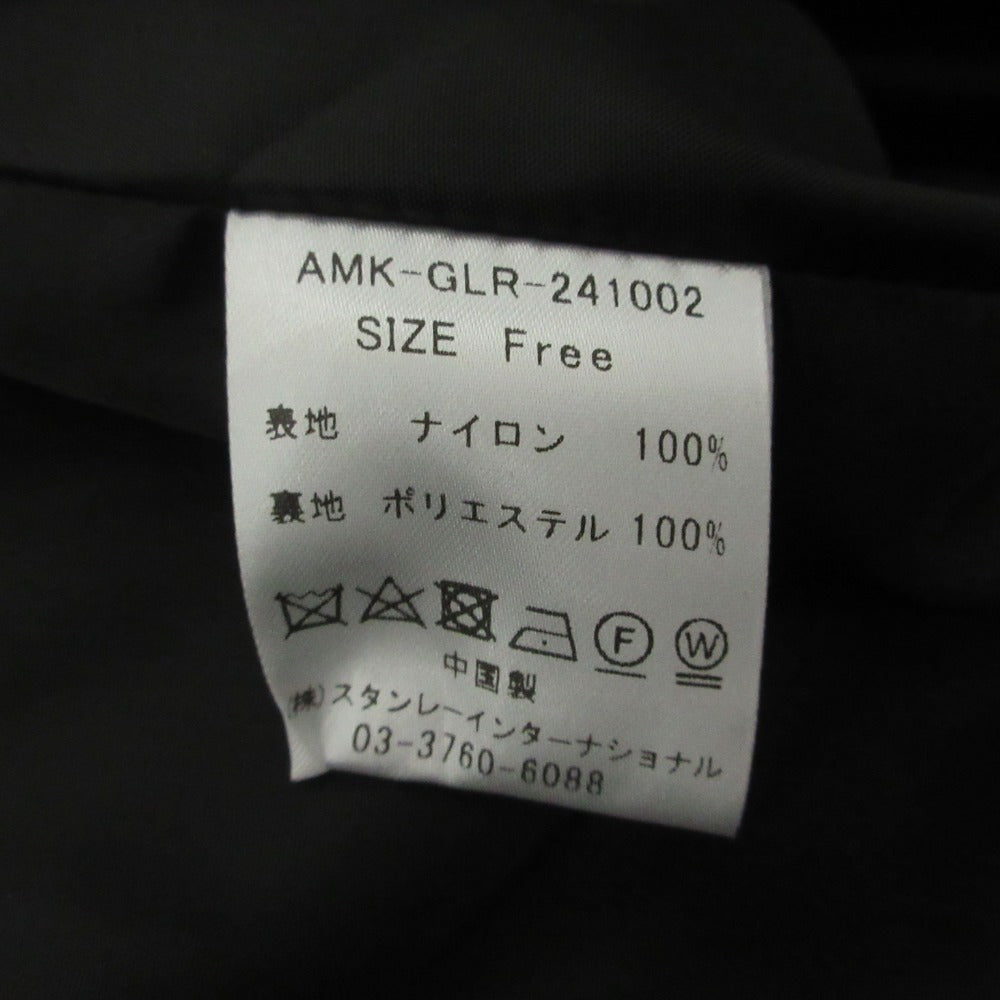 AMK-GLR-241002
SIZE Free
表地 ナイロン 100%
裏地 ポリエステル 100%
F W
中国製
(株)スタンレーインターナショナル
03-3760-6088